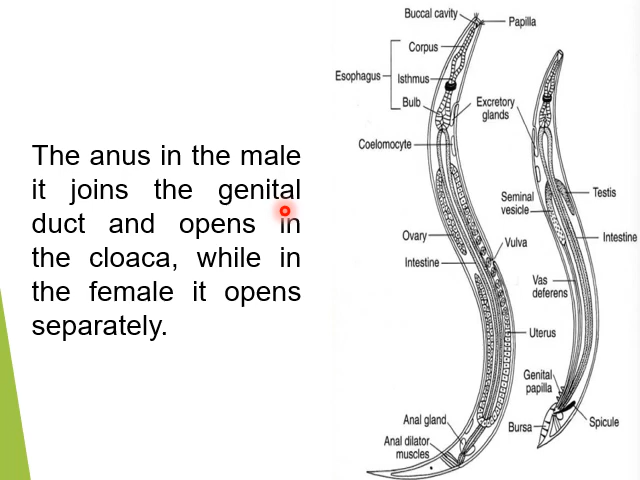 The anus in the male
it joins the genital
duct and opens in
the cloaca, while in
the female it opens
separately.
Buccal cavity
Papilla
Corpus
Esophagus
Isthmus
Bulb
Excretory
glands
Coelomocyte
Ovary
Intestine
Vulva
Uterus
Anal gland
Anal dilator
muscles
Seminal
vesicle
Testis
Intestine
Vas
deferens
Genital
papilla
Bursa
Spicule